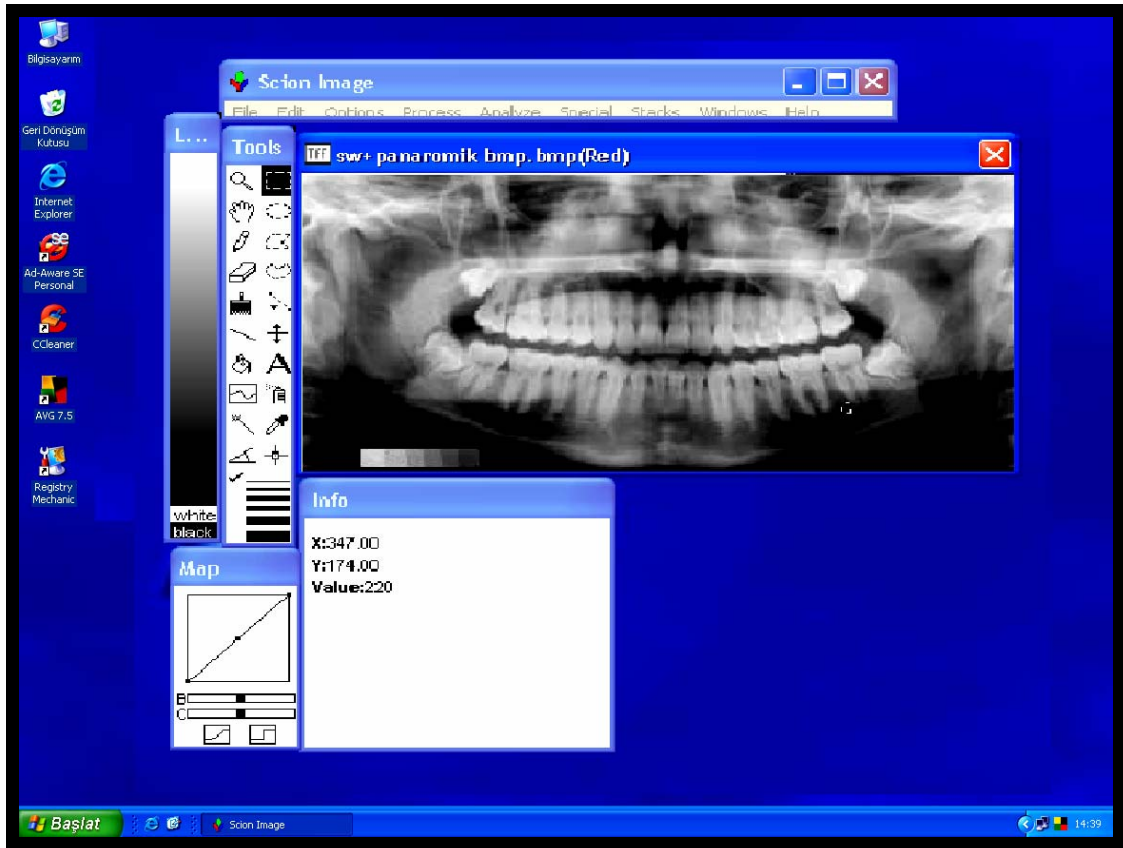 Bilgisayarım
Geri Dönüşüm
Kutusu
Internet
Explorer
Ad-Aware SE
Personal
CCleaner
AVG 7.5
Registry
Mechanic
Scion Image
File Edit Options Process Analyze Special Stacks Windows Help
L...
Tools
TFF sw+ panaromik bmp. bmp(Red)
white
black
Info
X:347.00
Y:174.00
Value:220
Map
B
C
Başlat
Scion Image
14:39